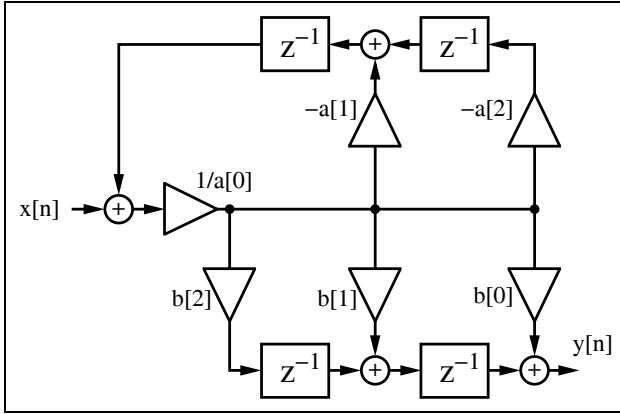 z⁻¹
+
z⁻¹
−a[1]
−a[2]
1/a[0]
x[n]
+
b[2]
b[1]
b[0]
y[n]
z⁻¹
+
z⁻¹
+